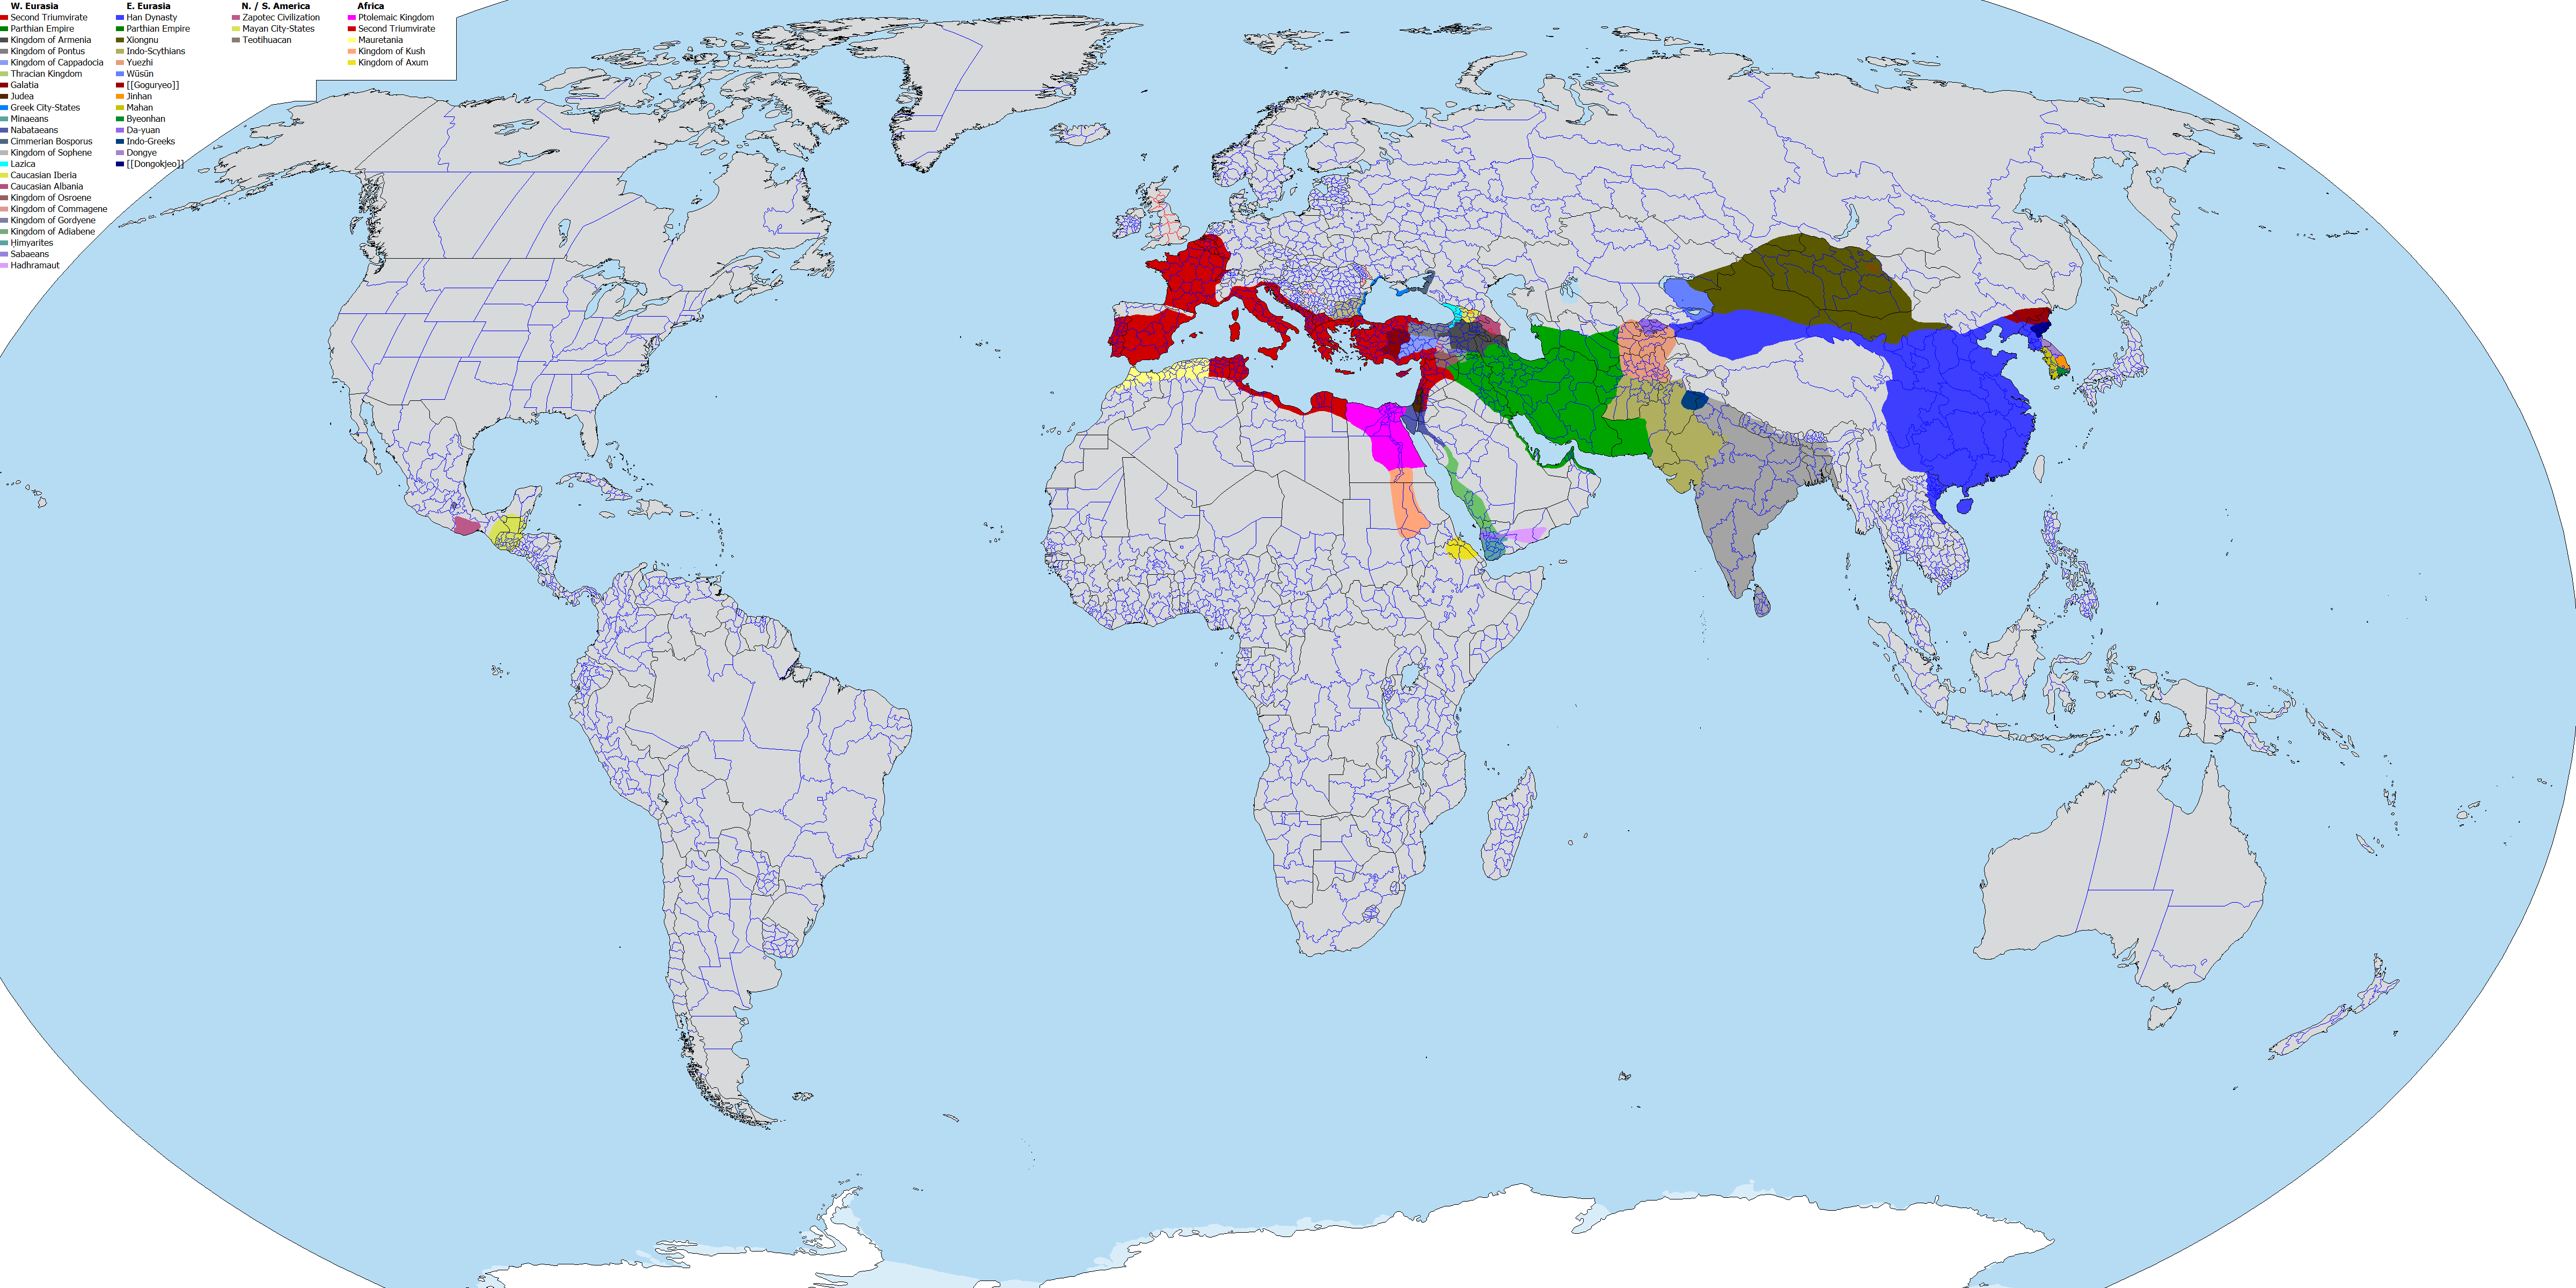 W. Eurasia
Second Triumvirate
Parthian Empire
Kingdom of Armenia
Kingdom of Pontus
Kingdom of Cappadocia
Thracian Kingdom
Galatia
Judea
Greek City-States
Minaeans
Nabataeans
Cimmerian Bosporus
Kingdom of Sophene
Lazica
Caucasian Iberia
Caucasian Albania
Kingdom of Osroene
Kingdom of Commagene
Kingdom of Gordyene
Kingdom of Adiabene
Ḥimyarites
Sabaeans
Hadhramaut
E. Eurasia
Han Dynasty
Parthian Empire
Xiongnu
Indo-Scythians
Yuezhi
Wüsün
[[Goguryeo]]
Jinhan
Mahan
Byeonhan
Da-yuan
Indo-Greeks
Dongye
[[Dongokjeo]]
N. / S. America
Zapotec Civilization
Mayan City-States
Teotihuacan
Africa
Ptolemaic Kingdom
Second Triumvirate
Mauretania
Kingdom of Kush
Kingdom of Axum